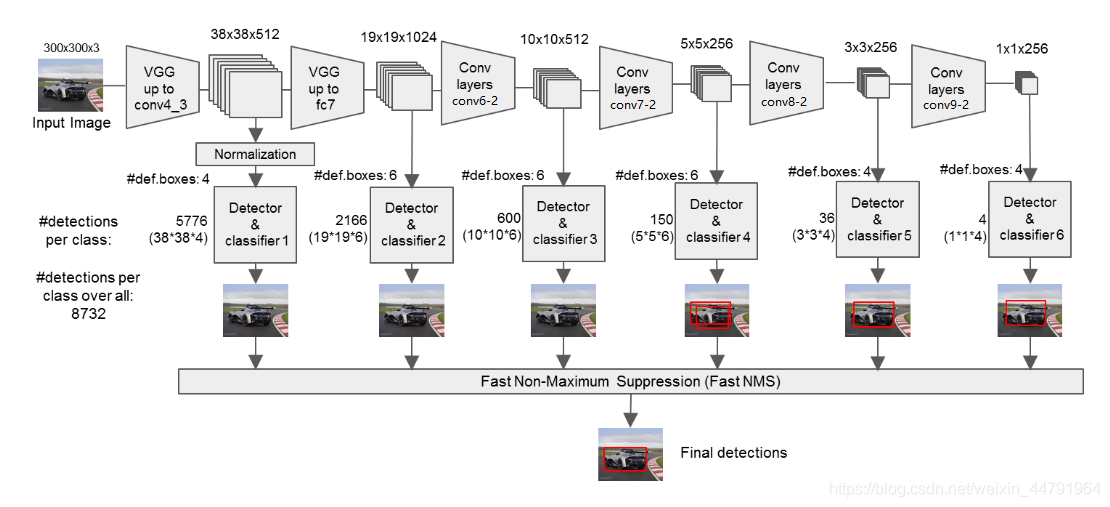 300x300x3
38x38x512
19x19x1024
10x10x512
5x5x256
3x3x256
1x1x256
VGG
up to
conv4_3
VGG
up to
fc7
Conv
layers
conv6-2
Conv
layers
conv7-2
Conv
layers
conv8-2
Conv
layers
conv9-2
Input Image
Normalization
#def.boxes: 4
#def.boxes: 6
#def.boxes: 6
#def.boxes: 6
#def.boxes: 4
#def.boxes: 4
#detections
per class:
5776
(38*38*4)
Detector
&
classifier 1
2166
(19*19*6)
Detector
&
classifier 2
600
(10*10*6)
Detector
&
classifier 3
150
(5*5*6)
Detector
&
classifier 4
36
(3*3*4)
Detector
&
classifier 5
4
(1*1*4)
Detector
&
classifier 6
#detections per
class over all:
8732
Fast Non-Maximum Suppression (Fast NMS)
Final detections
https://blog.csdn.net/weixin_44791964